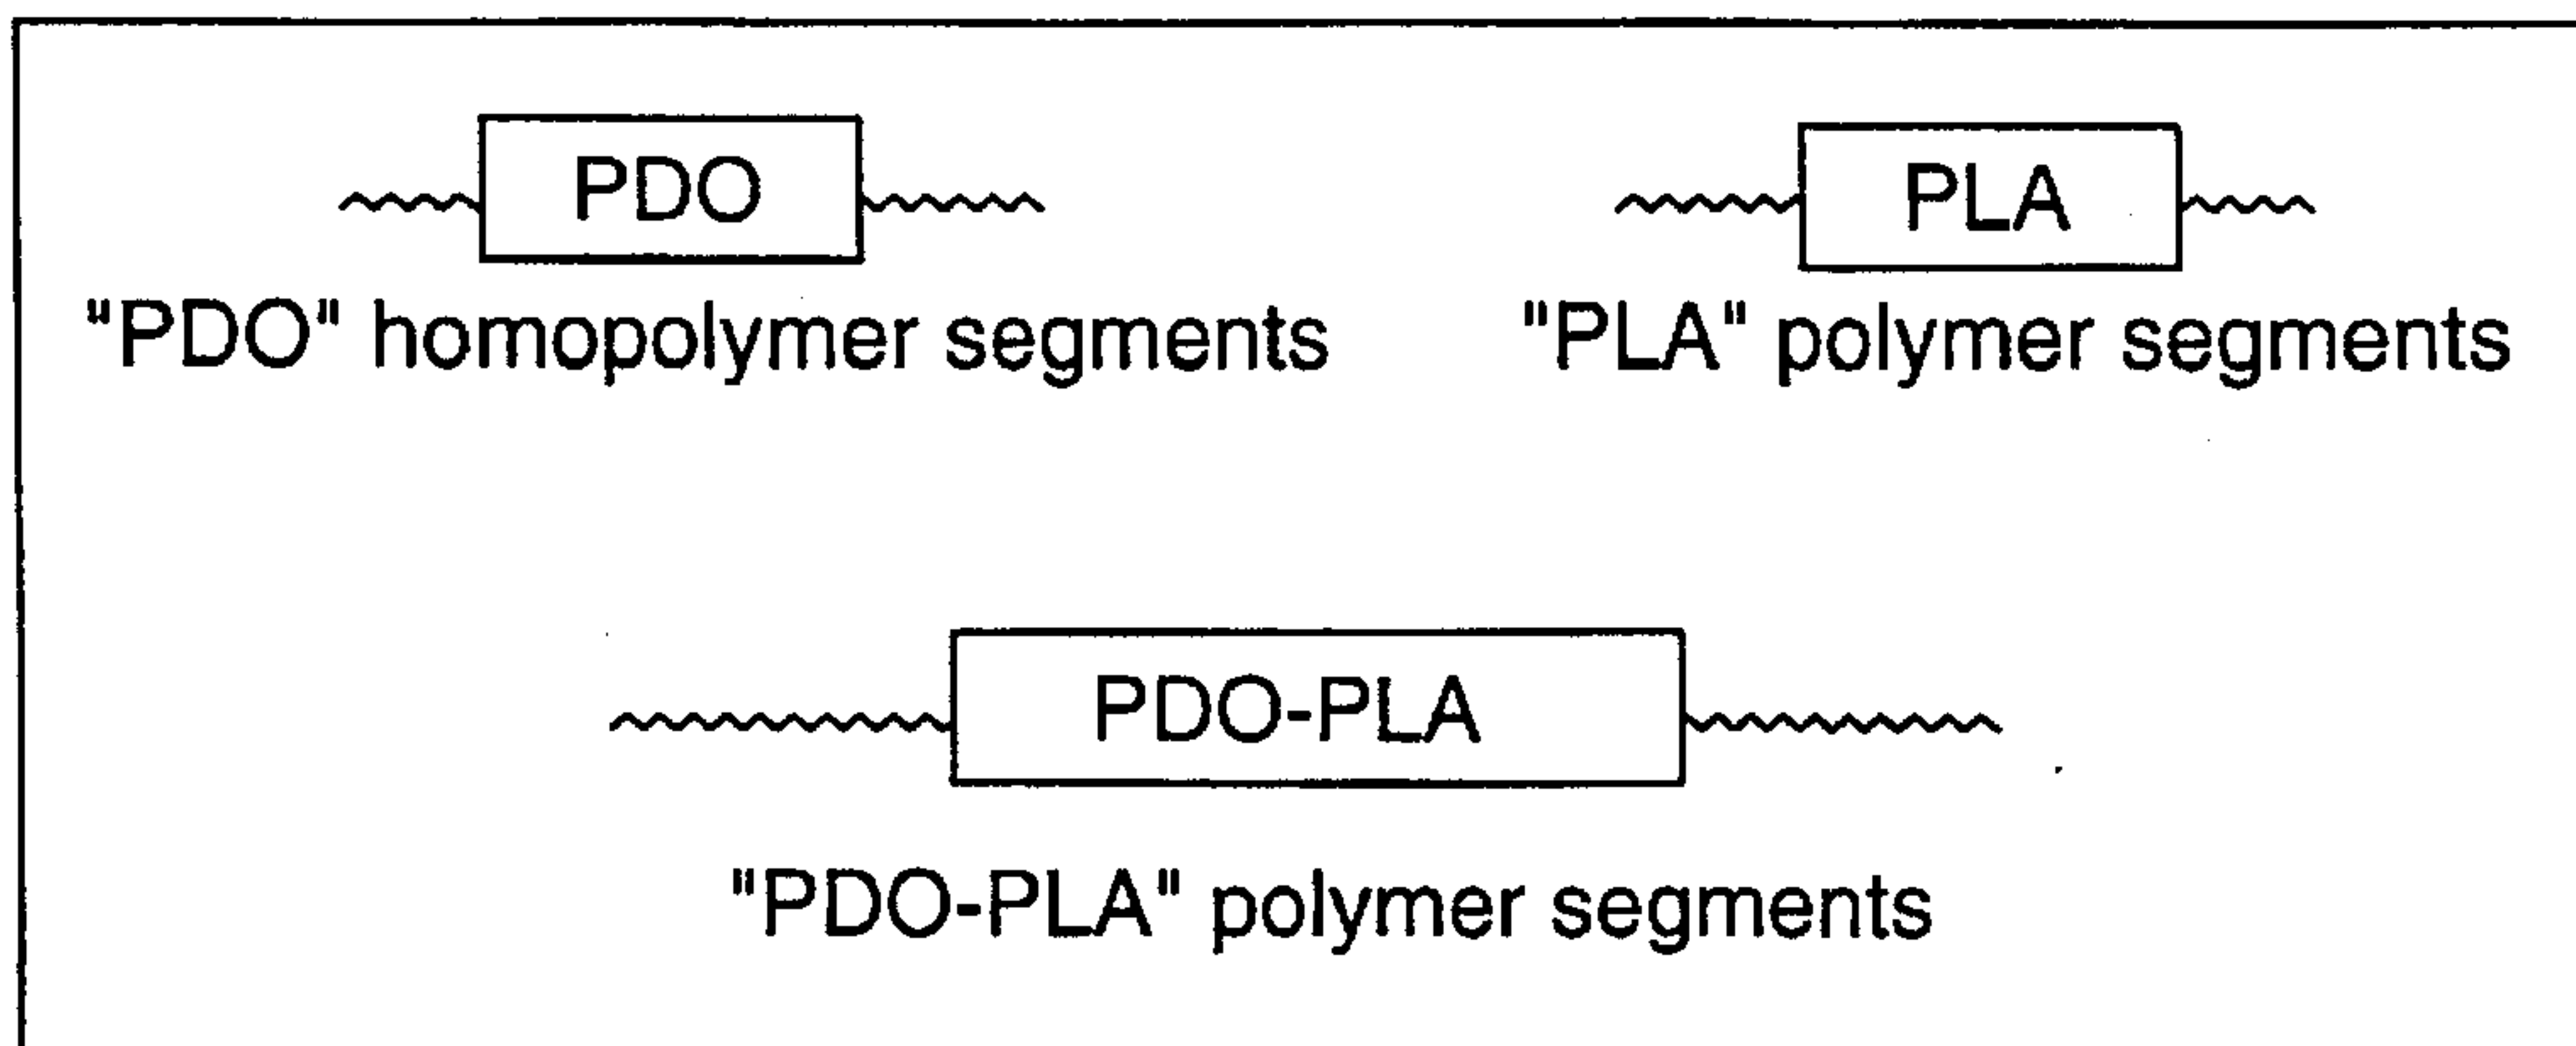 PDO
PLA
"PDO" homopolymer segments
"PLA" polymer segments
PDO-PLA
"PDO-PLA" polymer segments